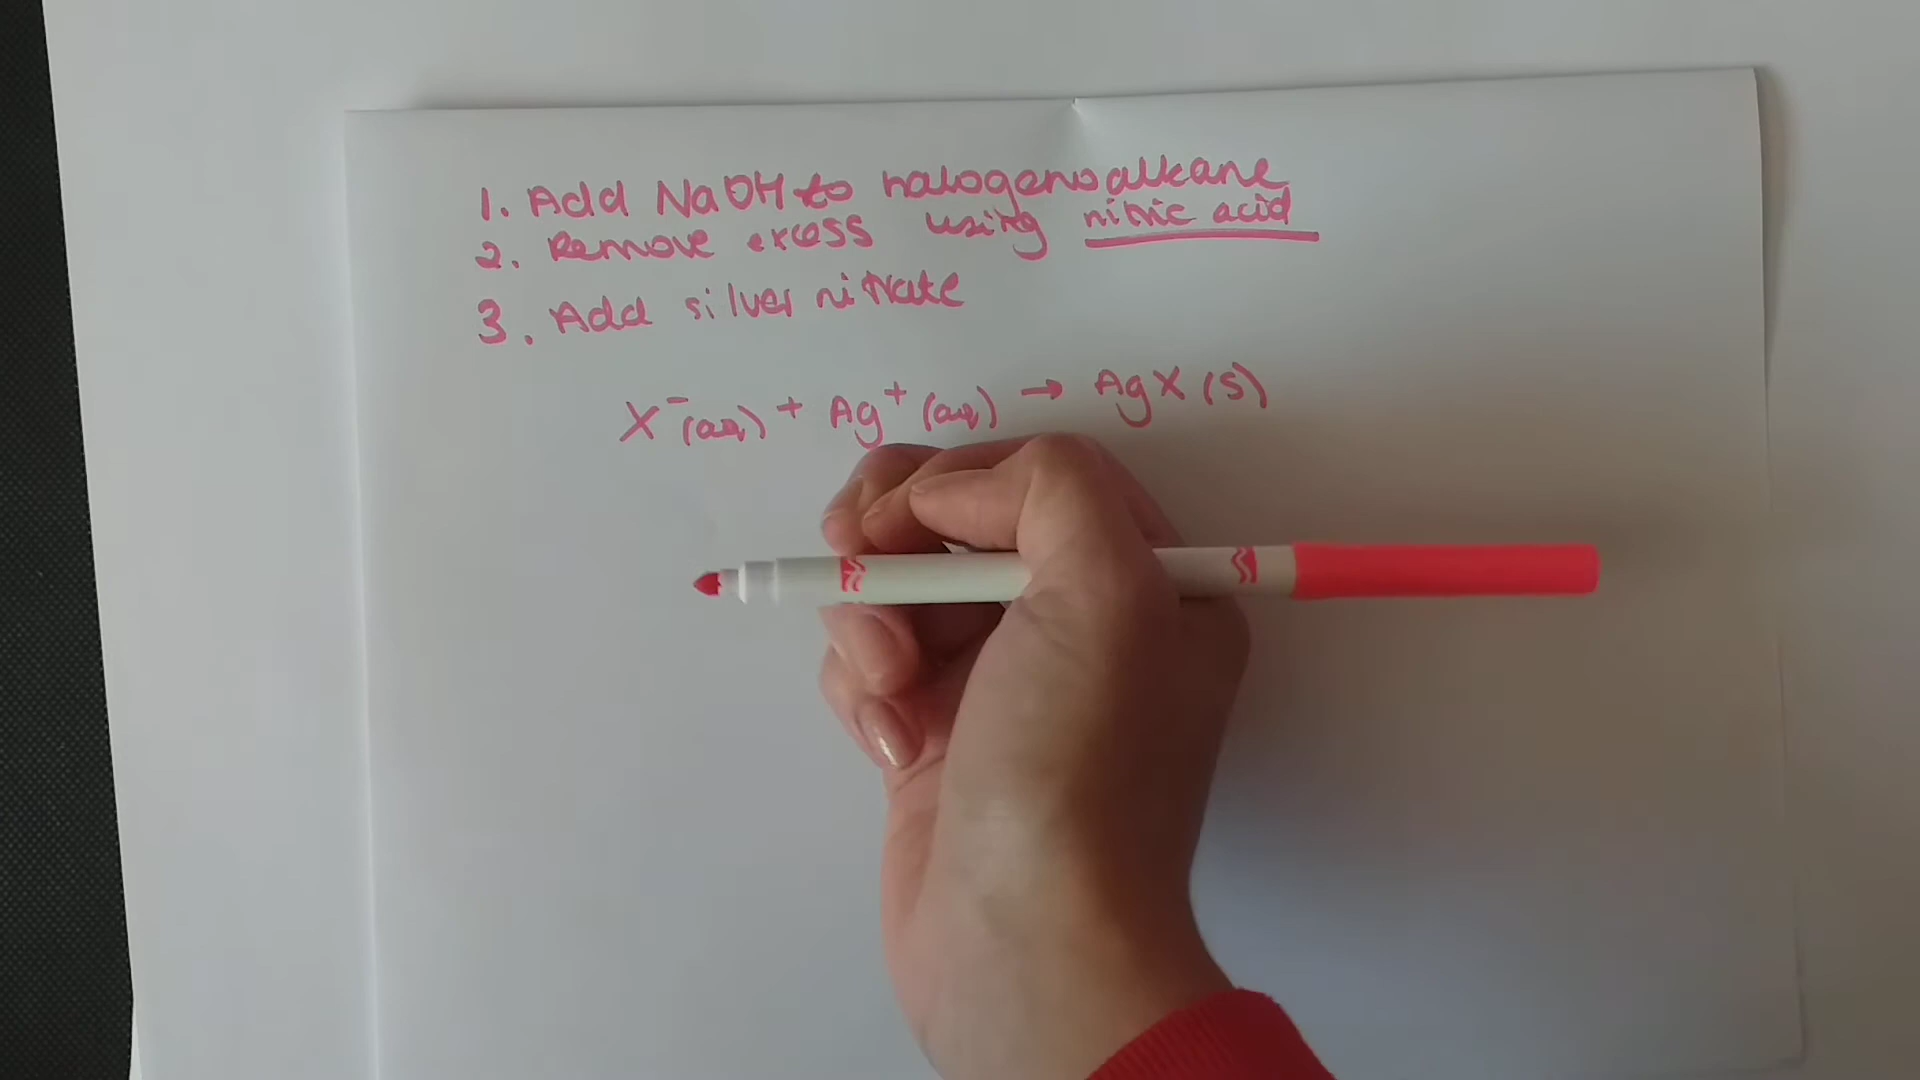 1. Add NaOH to halogenoalkane
2. Remove excess using nitric acid
3. Add silver nitrate
X⁻(aq) + Ag⁺(aq) → AgX(s)